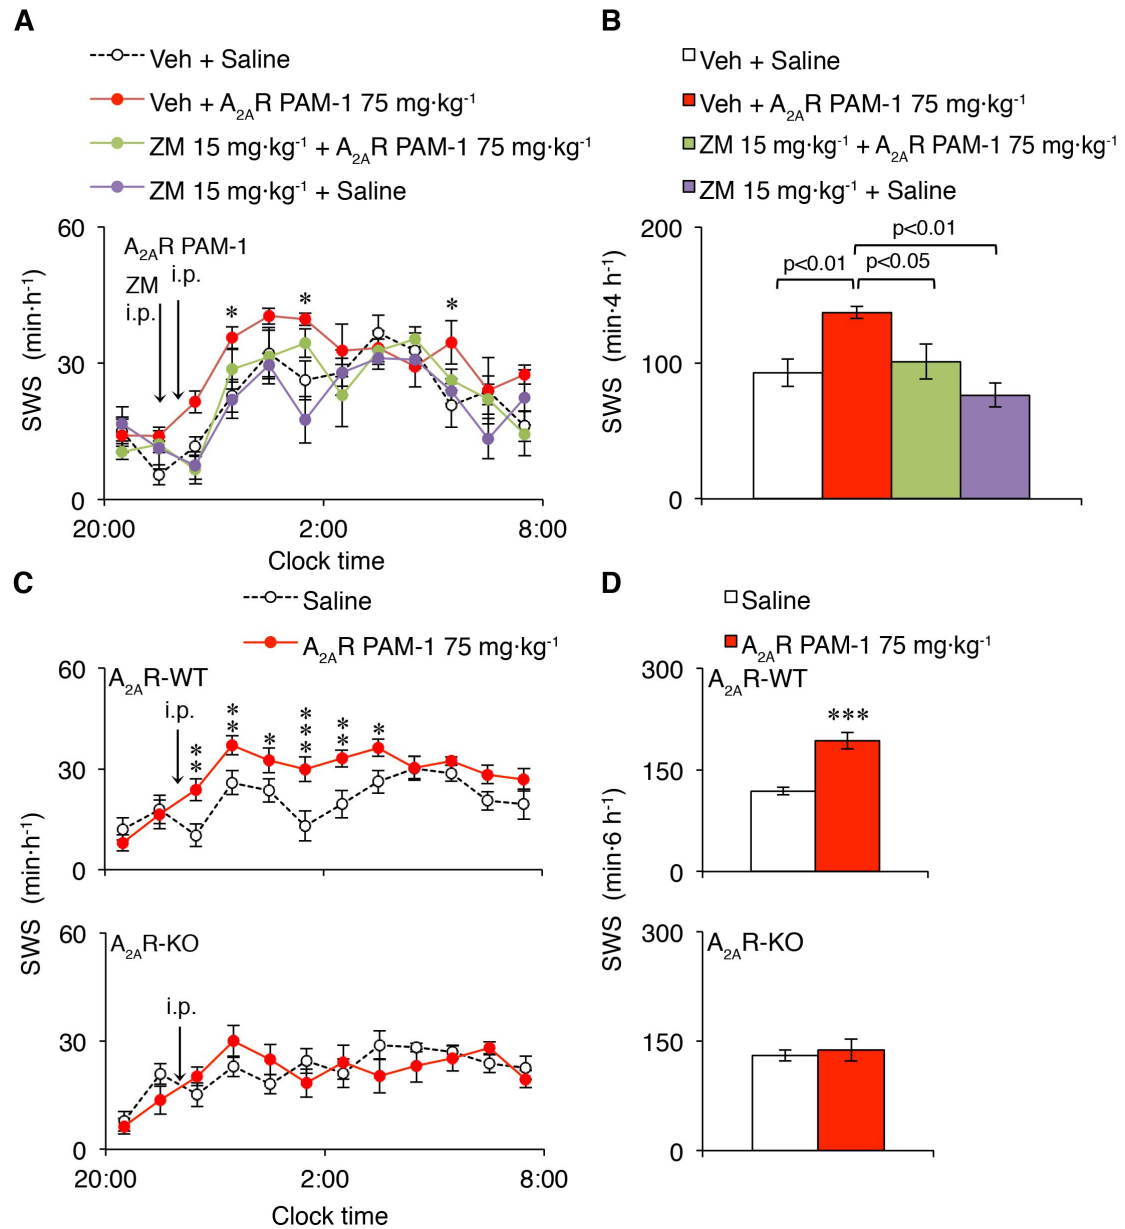 A
Veh + Saline
Veh + A2AR PAM-1 75 mg·kg-1
ZM 15 mg·kg-1 + A2AR PAM-1 75 mg·kg-1
ZM 15 mg·kg-1 + Saline
60
30
0
SWS (min·h-1)
A2AR PAM-1
i.p.
ZM
i.p.
*
*
*
20:00
2:00
8:00
Clock time
B
Veh + Saline
Veh + A2AR PAM-1 75 mg·kg-1
ZM 15 mg·kg-1 + A2AR PAM-1 75 mg·kg-1
ZM 15 mg·kg-1 + Saline
200
100
0
SWS (min·4 h-1)
p<0.01
p<0.01
p<0.05
C
Saline
A2AR PAM-1 75 mg·kg-1
60
30
0
A2AR-WT
i.p.
**
**
*
***
**
*
SWS (min·h-1)
60
30
0
A2AR-KO
i.p.
20:00
2:00
8:00
Clock time
D
Saline
A2AR PAM-1 75 mg·kg-1
300
150
0
A2AR-WT
***
SWS (min·6 h-1)
300
150
0
A2AR-KO